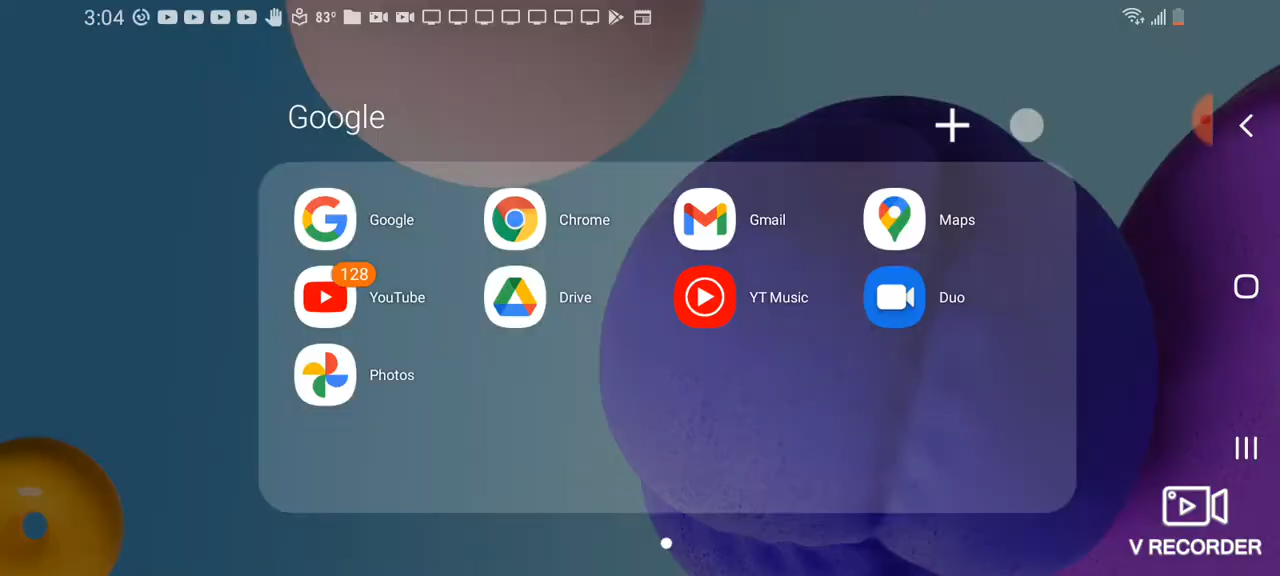 3:04 83°
Google
Google Chrome Gmail Maps
128
YouTube Drive YT Music Duo
Photos
V RECORDER